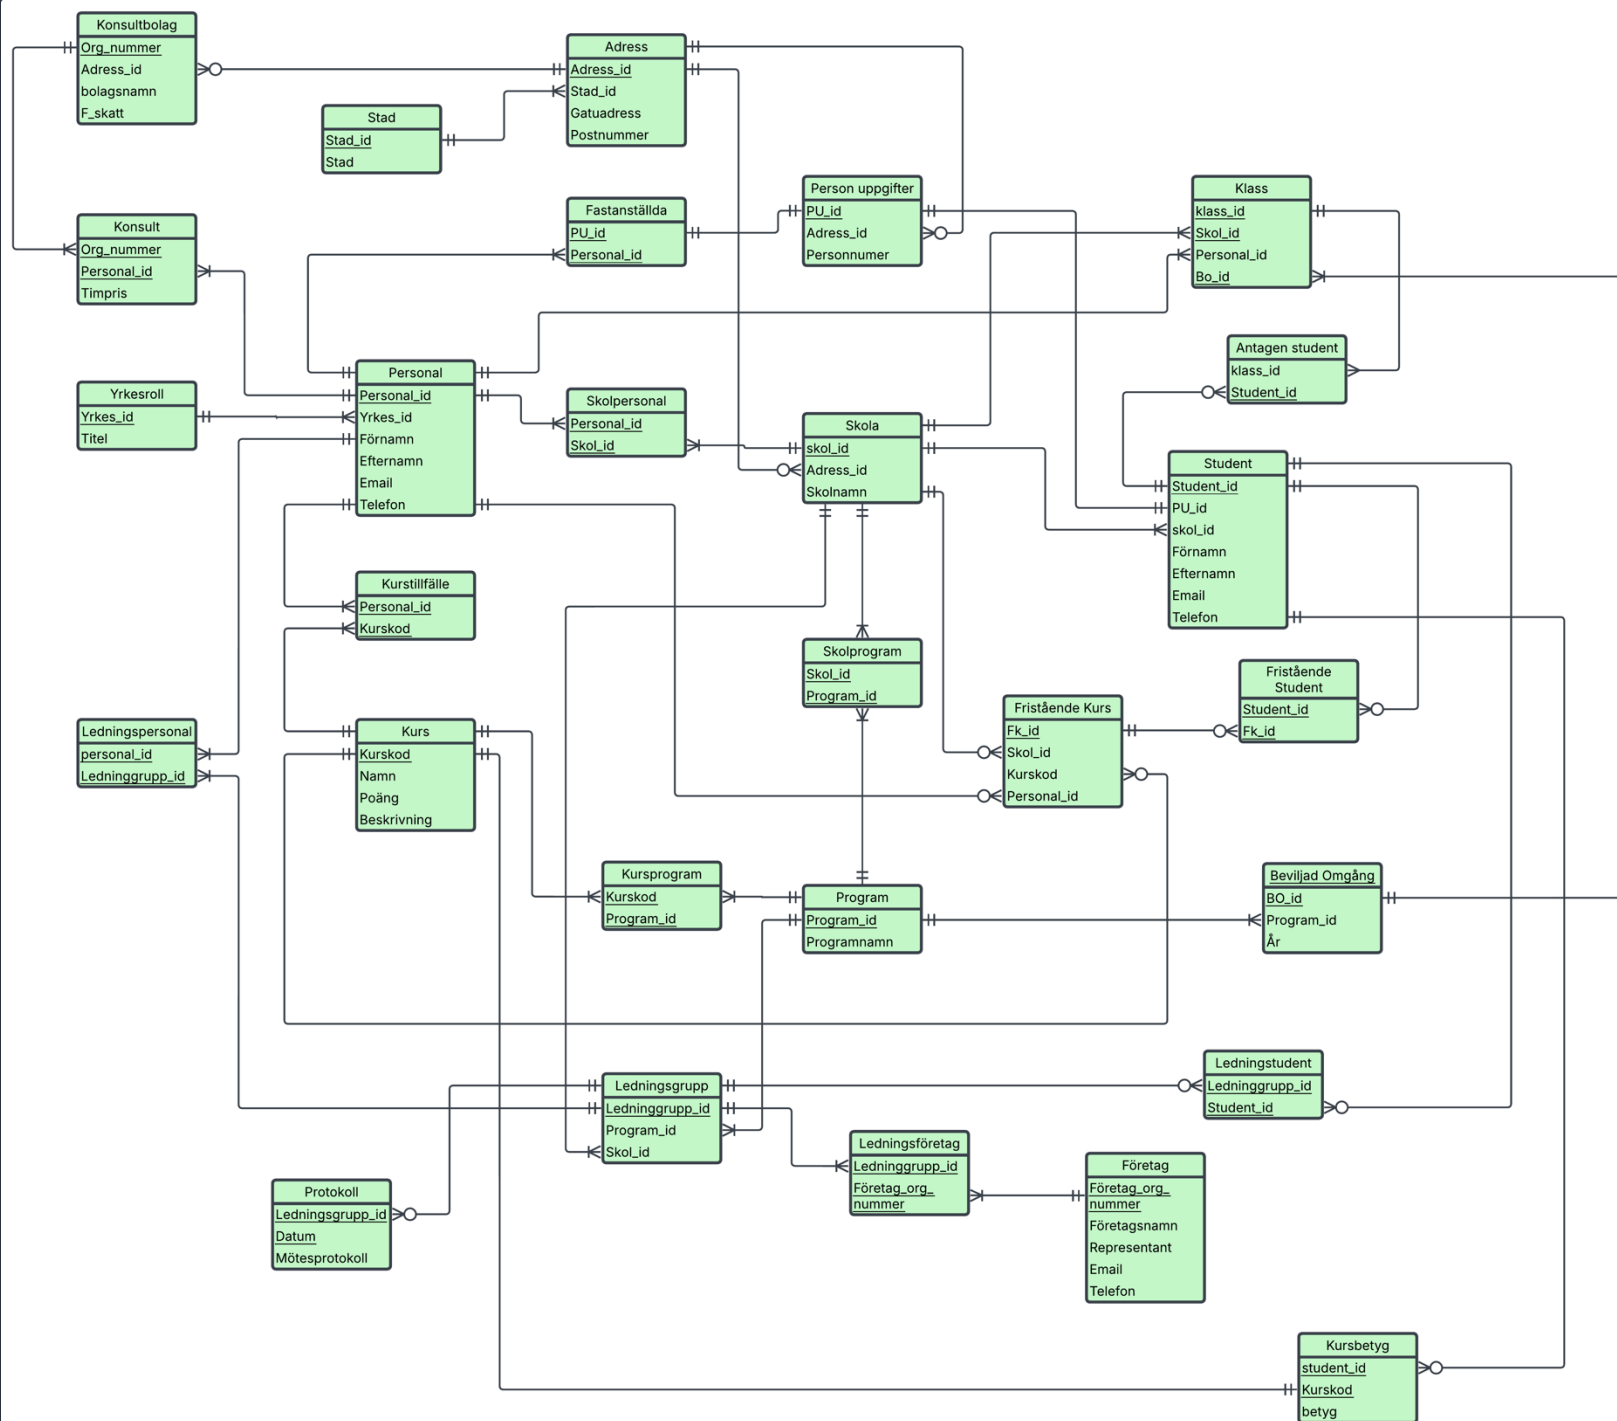 Konsultbolag
Org_nummer
Adress_id
bolagsnamn
F_skatt
Adress
Adress_id
Stad_id
Gatuadress
Postnummer
Stad
Stad_id
Stad
Person uppgifter
PU_id
Adress_id
Personnumer
Klass
klass_id
Skol_id
Personal_id
Bo_id
Fastanställda
PU_id
Personal_id
Konsult
Org_nummer
Personal_id
Timpris
Antagen student
klass_id
Student_id
Personal
Personal_id
Yrkes_id
Förnamn
Efternamn
Email
Telefon
Yrkesroll
Yrkes_id
Titel
Skolpersonal
Personal_id
Skol_id
Skola
skol_id
Adress_id
Skolnamn
Student
Student_id
PU_id
skol_id
Förnamn
Efternamn
Email
Telefon
Kurstillfälle
Personal_id
Kurskod
Skolprogram
Skol_id
Program_id
Fristående
Student
Student_id
Fk_id
Fristående Kurs
Fk_id
Skol_id
Kurskod
Personal_id
Ledningspersonal
personal_id
Ledninggrupp_id
Kurs
Kurskod
Namn
Poäng
Beskrivning
Kursprogram
Kurskod
Program_id
Program
Program_id
Programnamn
Beviljad Omgång
BO_id
Program_id
År
Ledningstudent
Ledninggrupp_id
Student_id
Ledningsgrupp
Ledninggrupp_id
Program_id
Skol_id
Ledningsföretag
Ledninggrupp_id
Företag_org_
nummer
Företag
Företag_org_
nummer
Företagsnamn
Representant
Email
Telefon
Protokoll
Ledningsgrupp_id
Datum
Mötesprotokoll
Kursbetyg
student_id
Kurskod
betyg